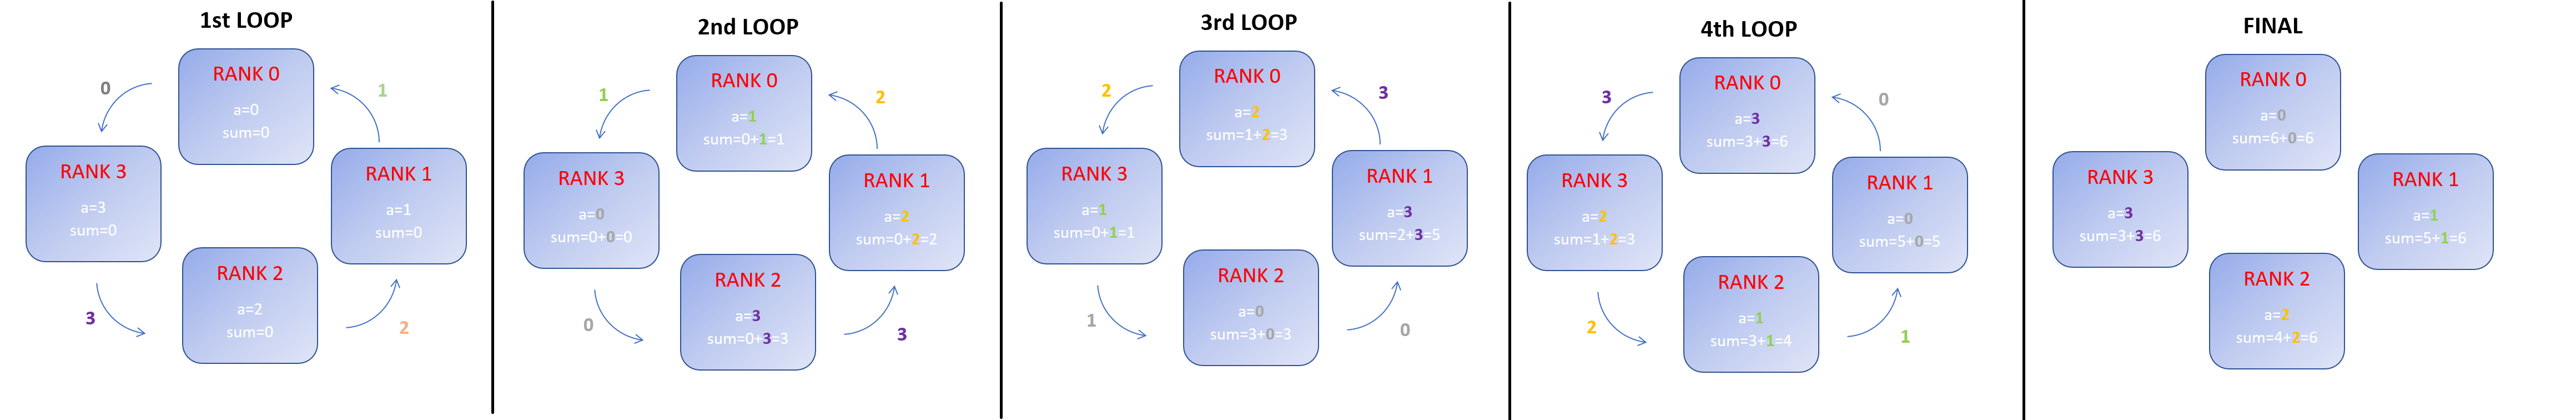 1st LOOP
0
RANK 0
a=0
sum=0
1
RANK 3
a=3
sum=0
RANK 1
a=1
sum=0
3
RANK 2
a=2
sum=0
2
2nd LOOP
1
RANK 0
a=1
sum=0+1=1
2
RANK 3
a=0
sum=0+0=0
RANK 1
a=2
sum=0+2=2
0
RANK 2
a=3
sum=0+3=3
3
3rd LOOP
2
RANK 0
a=2
sum=1+2=3
3
RANK 3
a=1
sum=0+1=1
RANK 1
a=3
sum=2+3=5
1
RANK 2
a=0
sum=3+0=3
0
4th LOOP
3
RANK 0
a=3
sum=3+3=6
0
RANK 3
a=2
sum=1+2=3
RANK 1
a=0
sum=5+0=5
2
RANK 2
a=1
sum=3+1=4
1
FINAL
RANK 0
a=0
sum=6+0=6
RANK 3
a=3
sum=3+3=6
RANK 1
a=1
sum=5+1=6
RANK 2
a=2
sum=4+2=6